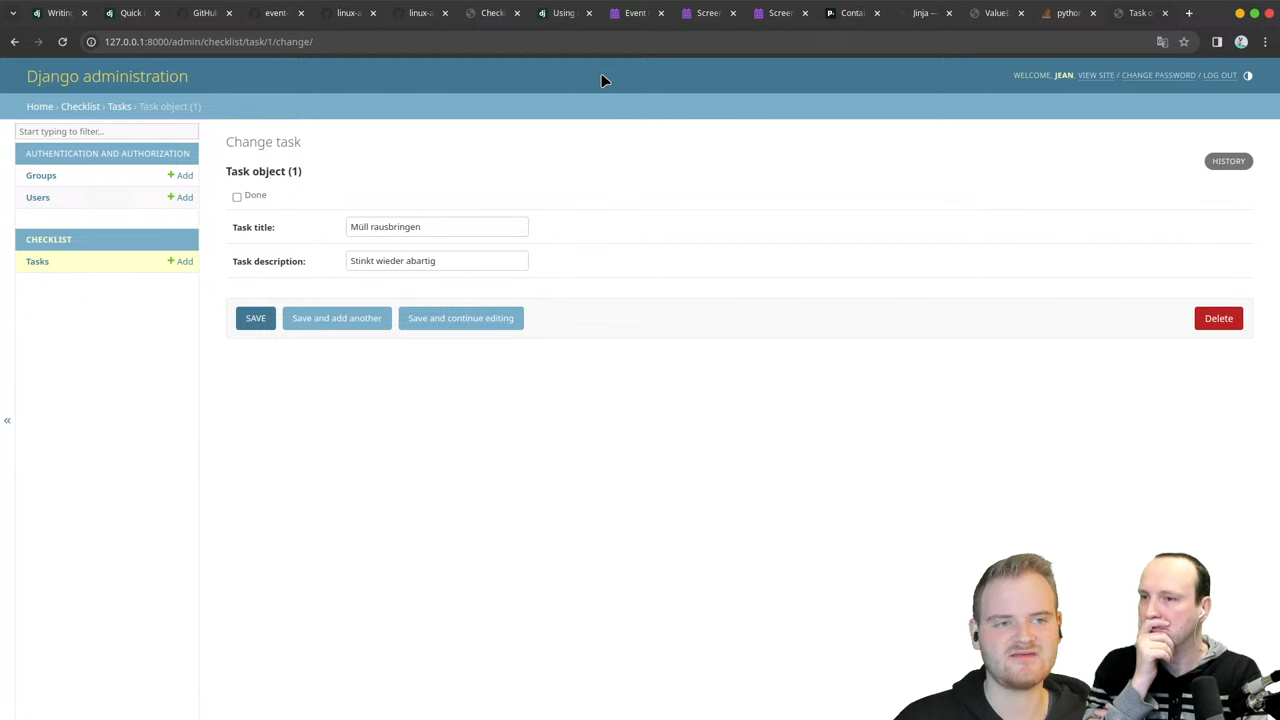 Writing
Quick i
GitHub
event-
linux-a
linux-a
Checkl
Using
Event
Screen
Screen
Contai
Jinja —
ValueE
python
Task o
127.0.0.1:8000/admin/checklist/task/1/change/
Django administration
WELCOME, JEAN. VIEW SITE / CHANGE PASSWORD / LOG OUT
Home › Checklist › Tasks › Task object (1)
Start typing to filter...
AUTHENTICATION AND AUTHORIZATION
Groups + Add
Users + Add
CHECKLIST
Tasks + Add
«
Change task
HISTORY
Task object (1)
Done
Task title: Müll rausbringen
Task description: Stinkt wieder abartig
SAVE Save and add another Save and continue editing Delete